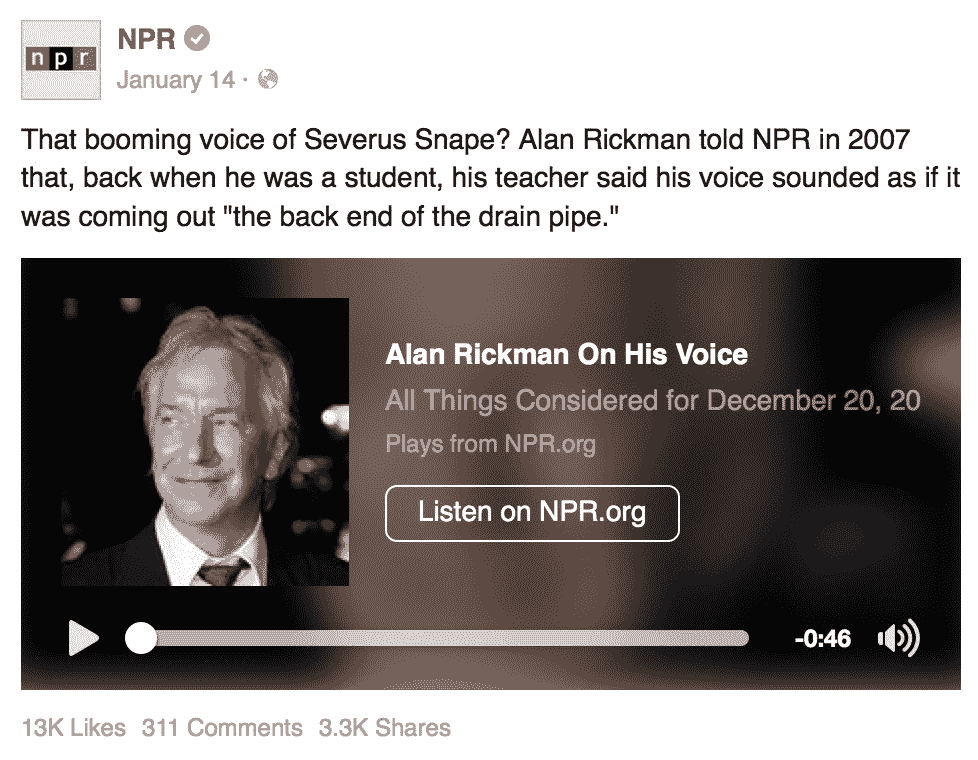 npr
NPR
January 14 ·
That booming voice of Severus Snape? Alan Rickman told NPR in 2007
that, back when he was a student, his teacher said his voice sounded as if it
was coming out "the back end of the drain pipe."
Alan Rickman On His Voice
All Things Considered for December 20, 20
Plays from NPR.org
Listen on NPR.org
-0:46
13K Likes 311 Comments 3.3K Shares